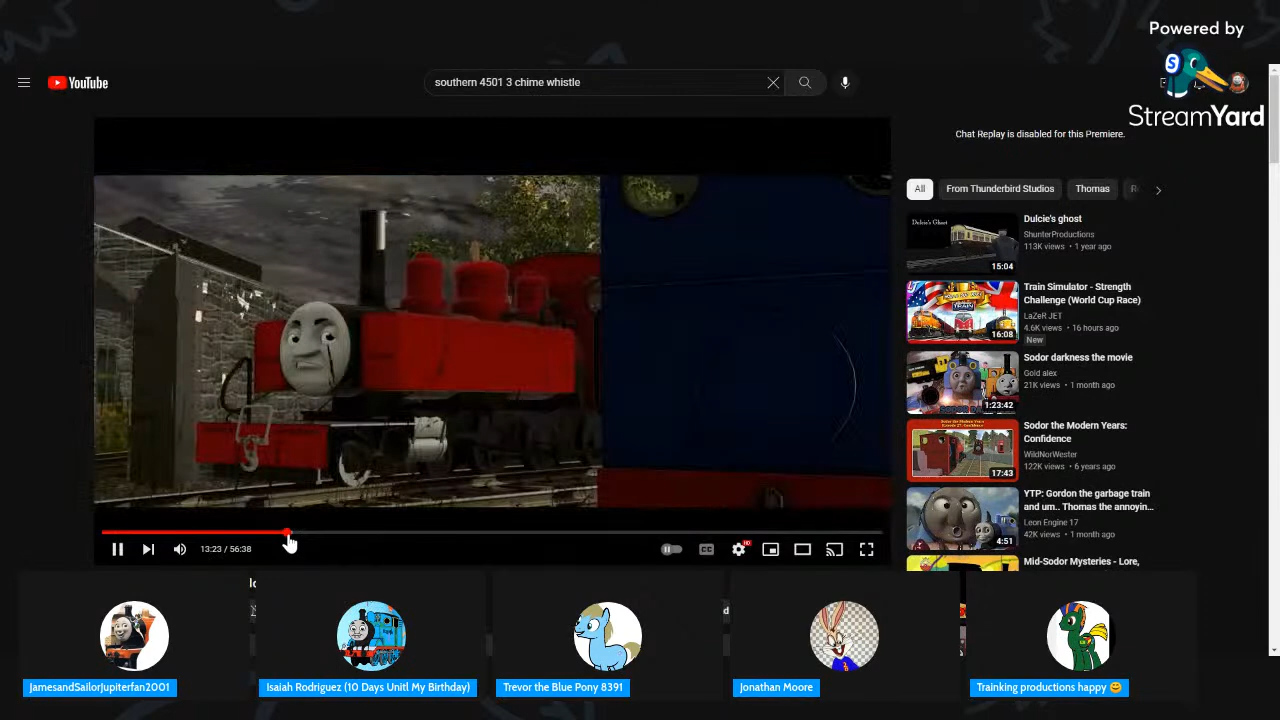 Powered by
StreamYard
YouTube
southern 4501 3 chime whistle
Chat Replay is disabled for this Premiere.
All
From Thunderbird Studios
Thomas
Dulcie's Ghost
15:04
Dulcie's ghost
ShunterProductions
113K views • 1 year ago
16:08
Train Simulator - Strength
Challenge (World Cup Race)
LaZeR JET
4.6K views • 16 hours ago
New
1:23:42
Sodor darkness the movie
Gold alex
21K views • 1 month ago
17:43
Sodor the Modern Years:
Confidence
WildNorWester
122K views • 6 years ago
4:51
YTP: Gordon the garbage train
and um.. Thomas the annoyin...
Leon Engine 17
42K views • 1 month ago
Mid-Sodor Mysteries - Lore,
13:23 / 56:38
CC
HD
JamesandSailorJupiterfan2001
Isaiah Rodriguez (10 Days Unitl My Birthday)
Trevor the Blue Pony 8391
Jonathan Moore
Trainking productions happy 😊